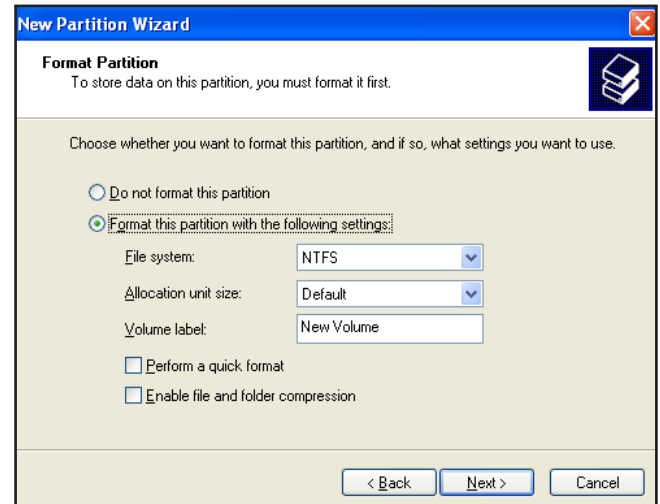 New Partition Wizard
Format Partition
To store data on this partition, you must format it first.
Choose whether you want to format this partition, and if so, what settings you want to use.
Do not format this partition
Format this partition with the following settings:
File system: NTFS
Allocation unit size: Default
Volume label: New Volume
Perform a quick format
Enable file and folder compression
< Back Next > Cancel